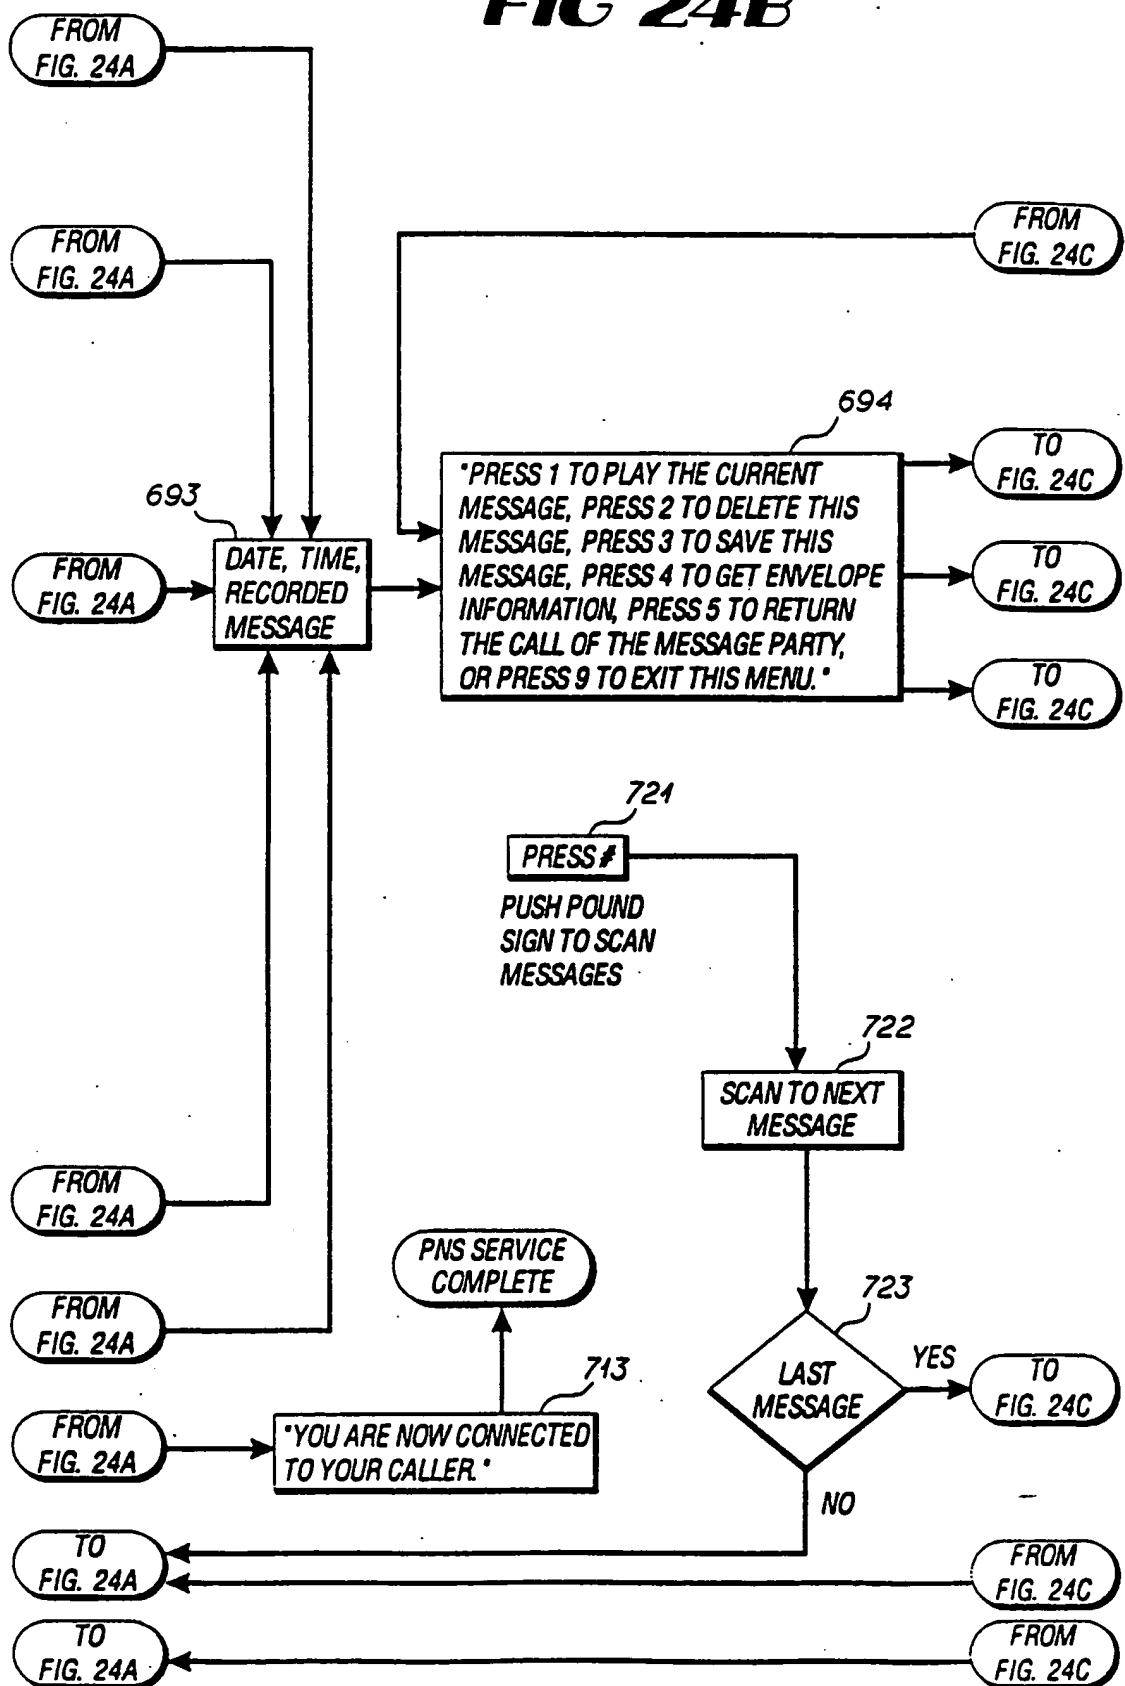 FIG 24B
FROM
FIG. 24A
FROM
FIG. 24A
FROM
FIG. 24C
694
"PRESS 1 TO PLAY THE CURRENT
MESSAGE, PRESS 2 TO DELETE THIS
MESSAGE, PRESS 3 TO SAVE THIS
MESSAGE, PRESS 4 TO GET ENVELOPE
INFORMATION, PRESS 5 TO RETURN
THE CALL OF THE MESSAGE PARTY,
OR PRESS 9 TO EXIT THIS MENU."
TO
FIG. 24C
TO
FIG. 24C
TO
FIG. 24C
693
FROM
FIG. 24A
DATE, TIME,
RECORDED
MESSAGE
721
PRESS #
PUSH POUND
SIGN TO SCAN
MESSAGES
722
SCAN TO NEXT
MESSAGE
FROM
FIG. 24A
PNS SERVICE
COMPLETE
723
LAST
MESSAGE
YES
TO
FIG. 24C
NO
FROM
FIG. 24A
713
FROM
FIG. 24A
"YOU ARE NOW CONNECTED
TO YOUR CALLER."
TO
FIG. 24A
FROM
FIG. 24C
TO
FIG. 24A
FROM
FIG. 24C